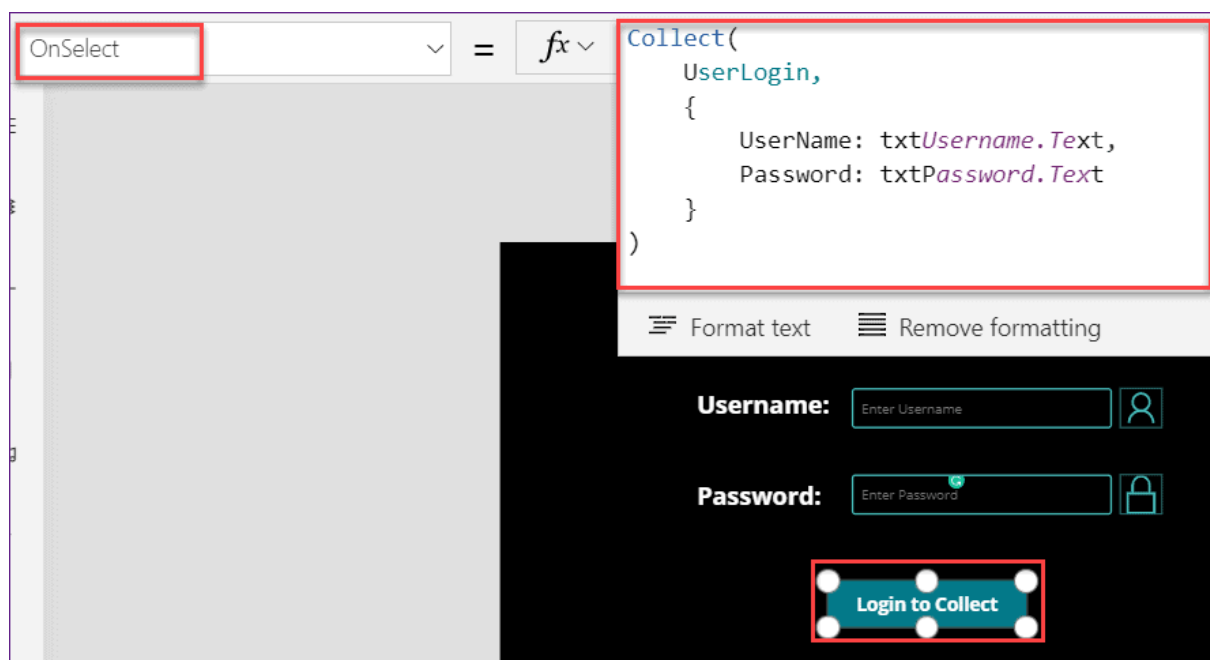 OnSelect
=
fx
Collect(
UserLogin,
{
UserName: txtUsername.Text,
Password: txtPassword.Text
}
)
Format text
Remove formatting
Username:
Enter Username
Password:
Enter Password
Login to Collect